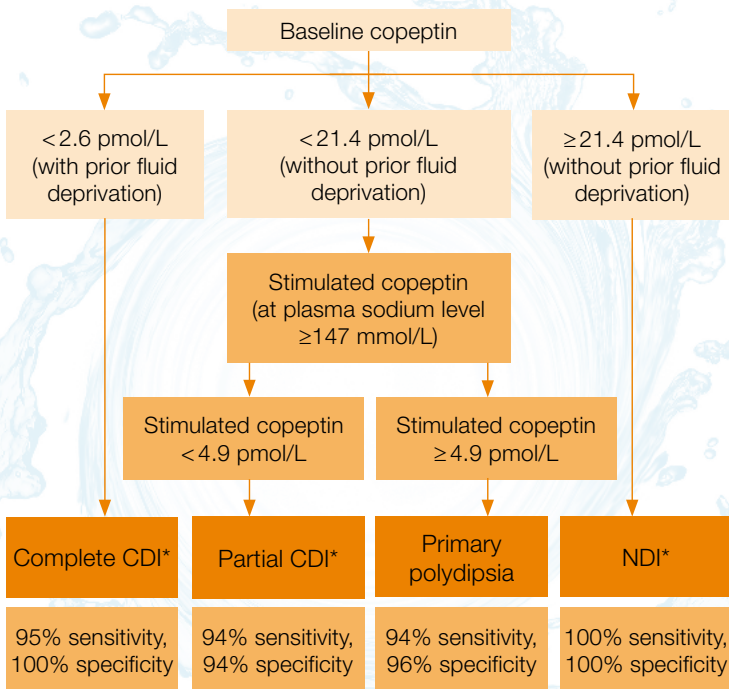 Baseline copeptin
<2.6 pmol/L
(with prior fluid
deprivation)
<21.4 pmol/L
(without prior fluid
deprivation)
≥21.4 pmol/L
(without prior fluid
deprivation)
Stimulated copeptin
(at plasma sodium level
≥147 mmol/L)
Stimulated copeptin
<4.9 pmol/L
Stimulated copeptin
≥4.9 pmol/L
Complete CDI*
Partial CDI*
Primary
polydipsia
NDI*
95% sensitivity,
100% specificity
94% sensitivity,
94% specificity
94% sensitivity,
96% specificity
100% sensitivity,
100% specificity